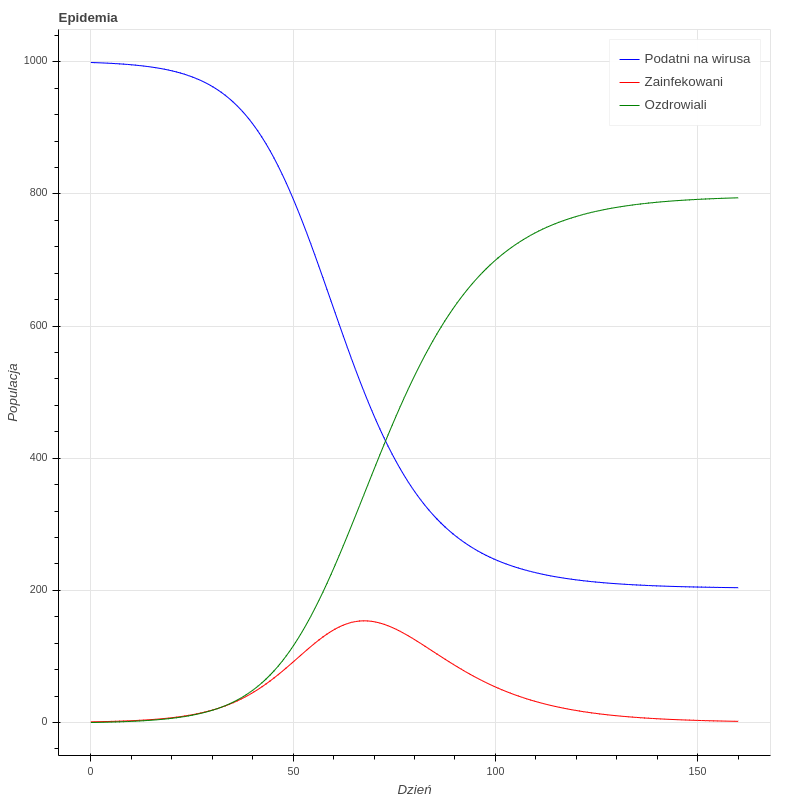 Epidemia
Podatni na wirusa
Zainfekowani
Ozdrowiali
1000
800
600
400
200
0
Populacja
0 50 100 150
Dzień